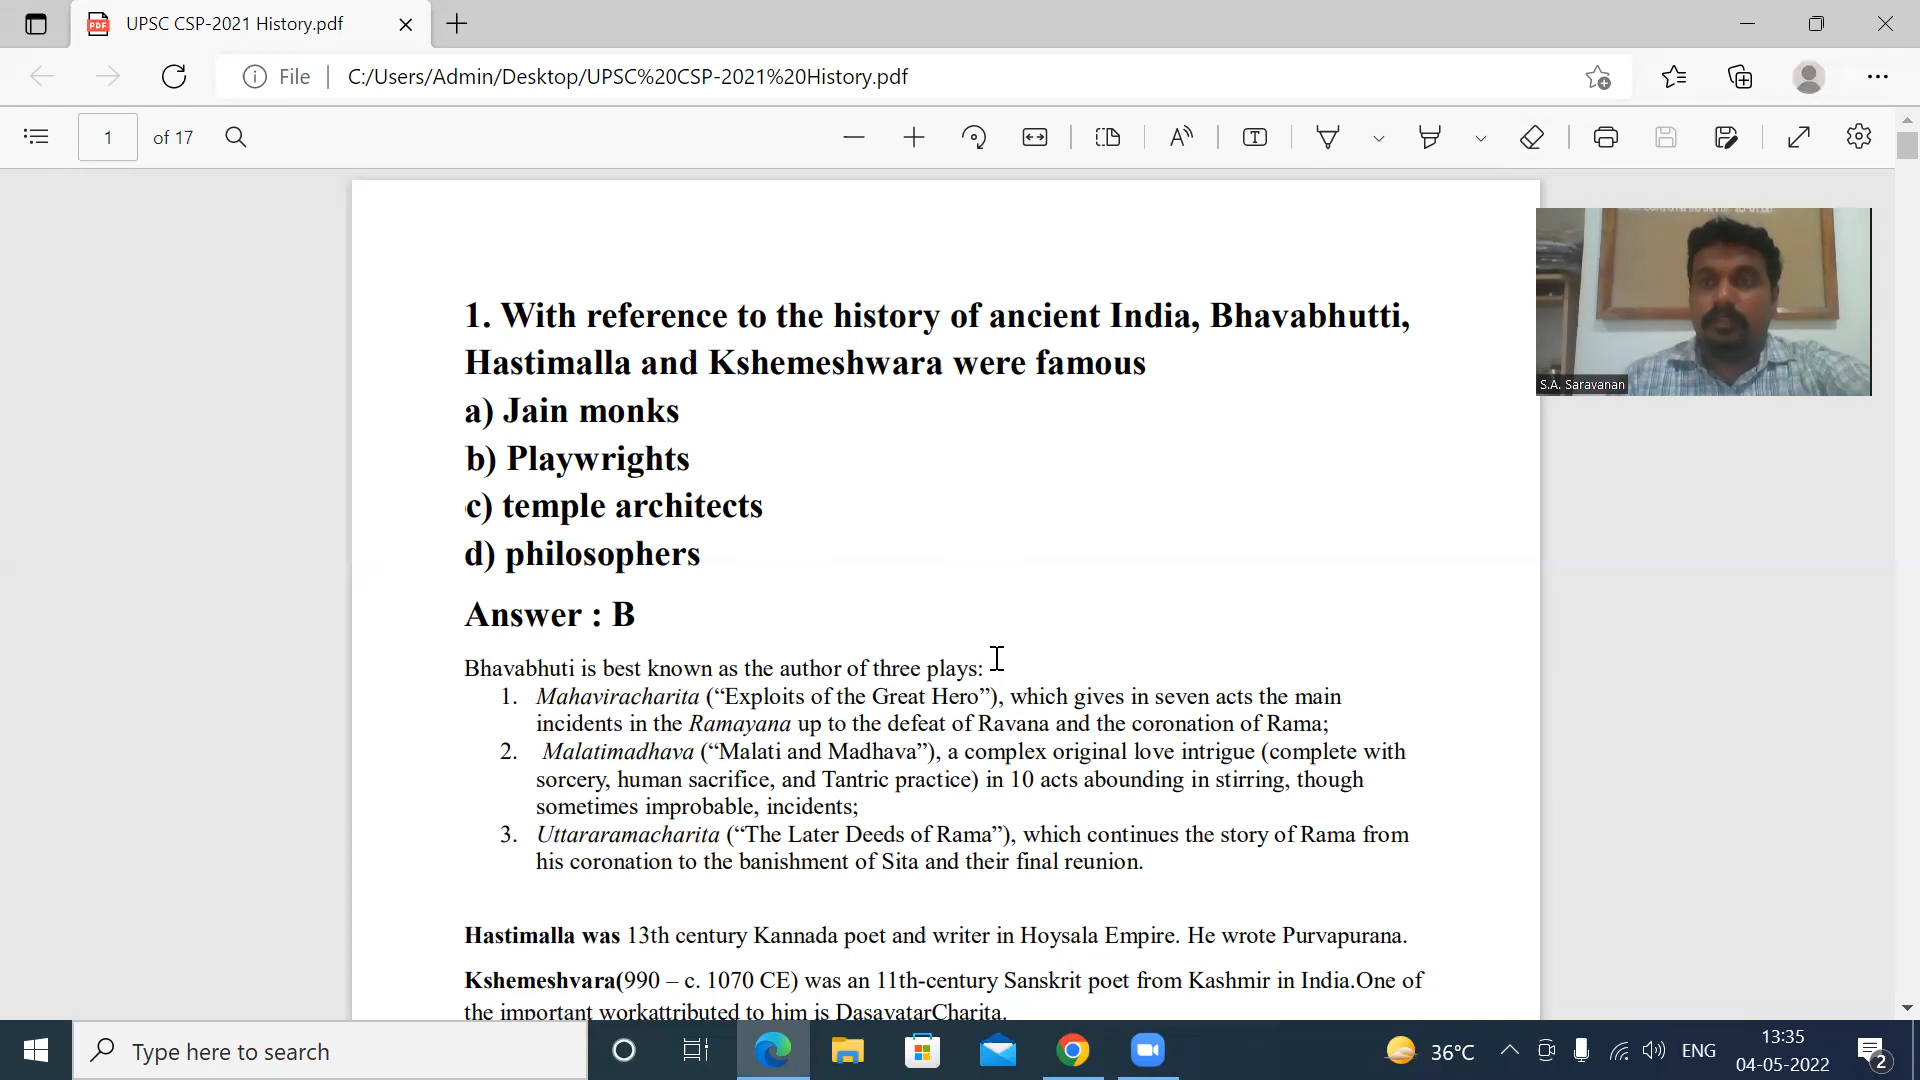 UPSC CSP-2021 History.pdf
File
C:/Users/Admin/Desktop/UPSC%20CSP-2021%20History.pdf
1 of 17
1. With reference to the history of ancient India, Bhavabhutti,
Hastimalla and Kshemeshwara were famous
a) Jain monks
b) Playwrights
c) temple architects
d) philosophers
Answer : B
Bhavabhuti is best known as the author of three plays:
1. Mahaviracharita (“Exploits of the Great Hero”), which gives in seven acts the main
incidents in the Ramayana up to the defeat of Ravana and the coronation of Rama;
2. Malatimadhava (“Malati and Madhava”), a complex original love intrigue (complete with
sorcery, human sacrifice, and Tantric practice) in 10 acts abounding in stirring, though
sometimes improbable, incidents;
3. Uttararamacharita (“The Later Deeds of Rama”), which continues the story of Rama from
his coronation to the banishment of Sita and their final reunion.
Hastimalla was 13th century Kannada poet and writer in Hoysala Empire. He wrote Purvapurana.
Kshemeshvara(990 – c. 1070 CE) was an 11th-century Sanskrit poet from Kashmir in India.One of
the important workattributed to him is DasavatarCharita.
S.A. Saravanan
Type here to search
36°C
ENG
13:35
04-05-2022
2